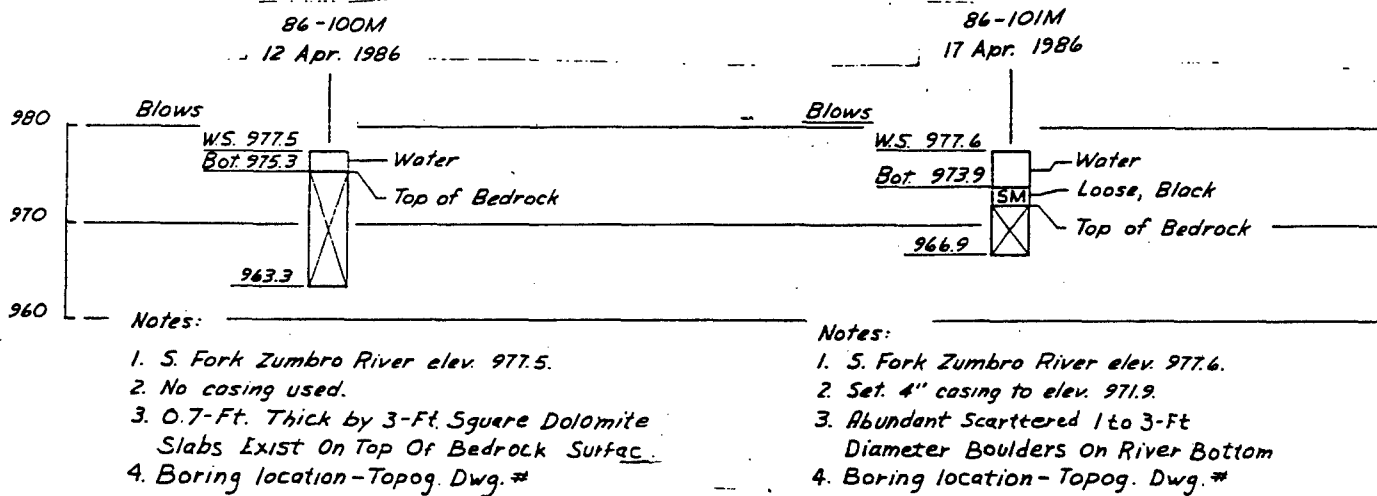 86-100M
12 Apr. 1986
86-101M
17 Apr. 1986
980
Blows
W.S. 977.5
Bot. 975.3
Water
Top of Bedrock
970
963.3
960
Blows
W.S. 977.6
Bot. 973.9
Water
SM
Loose, Black
Top of Bedrock
966.9
Notes:
1. S. Fork Zumbro River elev. 977.5.
2. No casing used.
3. 0.7-Ft. Thick by 3-Ft. Square Dolomite
Slabs Exist On Top Of Bedrock Surfac.
4. Boring location-Topog. Dwg.#
Notes:
1. S. Fork Zumbro River elev. 977.6.
2. Set. 4" casing to elev. 971.9.
3. Abundant Scarttered 1 to 3-Ft
Diameter Boulders On River Bottom
4. Boring location-Topog. Dwg.#